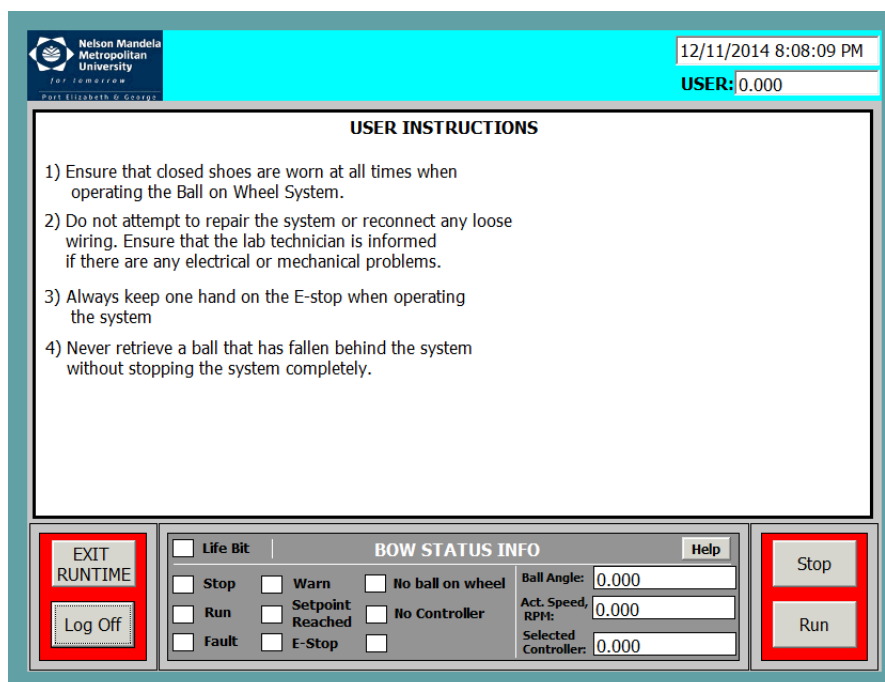 Nelson Mandela
Metropolitan
University
for tomorrow
Port Elizabeth & George
12/11/2014 8:08:09 PM
USER: 0.000
USER INSTRUCTIONS
1) Ensure that closed shoes are worn at all times when
operating the Ball on Wheel System.
2) Do not attempt to repair the system or reconnect any loose
wiring. Ensure that the lab technician is informed
if there are any electrical or mechanical problems.
3) Always keep one hand on the E-stop when operating
the system
4) Never retrieve a ball that has fallen behind the system
without stopping the system completely.
EXIT
RUNTIME
Log Off
Life Bit
BOW STATUS INFO
Help
Stop
Warn
No ball on wheel
Ball Angle: 0.000
Run
Setpoint
Reached
No Controller
Act. Speed,
RPM: 0.000
Fault
E-Stop
Selected
Controller: 0.000
Stop
Run